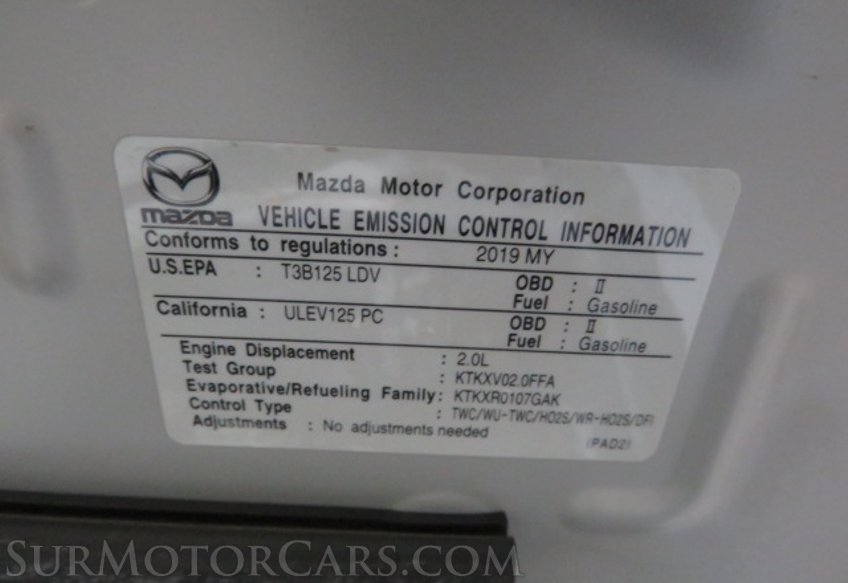 Mazda Motor Corporation
mazda VEHICLE EMISSION CONTROL INFORMATION
Conforms to regulations : 2019 MY
U.S.EPA : T3B125 LDV OBD : II
Fuel : Gasoline
California : ULEV125 PC OBD : II
Fuel : Gasoline
Engine Displacement : 2.0L
Test Group : KTKXV02.0FFA
Evaporative/Refueling Family : KTKXR0107GAK
Control Type : TWC/WU-TWC/HO2S/WR-HO2S/DFI
Adjustments : No adjustments needed
(PAD2)
SurMotorCars.com